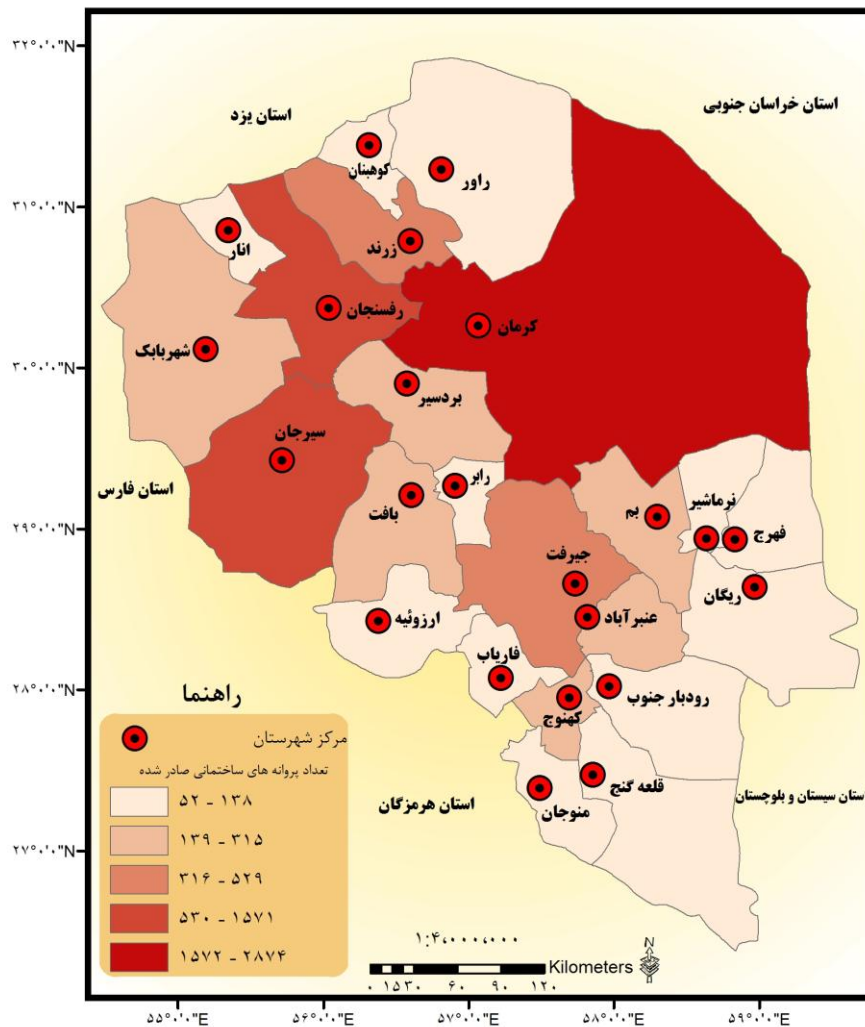 ۳۲°۰'۰"N
استان خراسان جنوبی
استان یزد
کوهبنان
راور
۳۱°۰'۰"N
انار
زرند
رفسنجان
کرمان
شهربابک
۳۰°۰'۰"N
بردسیر
سیرجان
رابر
استان فارس
بافت
نرماشیر
بم
فهرج
۲۹°۰'۰"N
جیرفت
ریگان
ارزوئیه
عنبرآباد
فاریاب
۲۸°۰'۰"N
رودبار جنوب
کهنوج
قلعه گنج
منوجان
استان هرمزگان
ستان سیستان و بلوچستان
۲۷°۰'۰"N
راهنما
مرکز شهرستان
تعداد پروانه های ساختمانی صادر شده
۵۲ - ۱۳۸
۱۳۹ - ۳۱۵
۳۱۶ - ۵۲۹
۵۳۰ - ۱۵۷۱
۱۵۷۲ - ۲۸۷۴
۱:۴,۰۰۰,۰۰۰
Kilometers
۰ ۱۵۳۰ ۶۰ ۹۰ ۱۲۰
N
۵۵°۰'۰"E ۵۶°۰'۰"E ۵۷°۰'۰"E ۵۸°۰'۰"E ۵۹°۰'۰"E